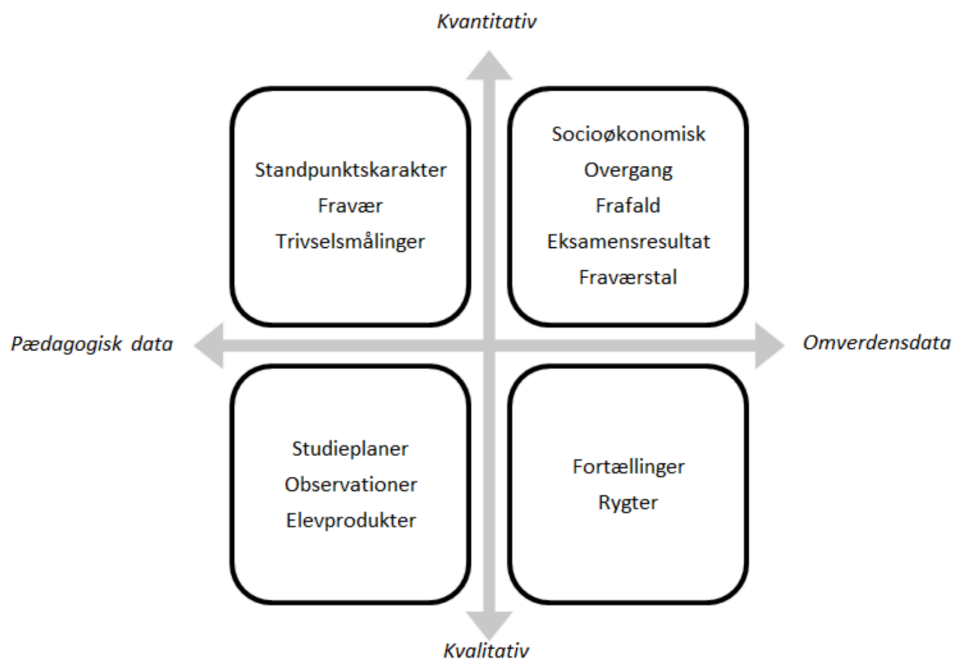 Kvantitativ
Standpunktskarakter
Fravær
Trivselsmålinger
Socioøkonomisk
Overgang
Frafald
Eksamensresultat
Fraværstal
Pædagogisk data
Omverdensdata
Studieplaner
Observationer
Elevprodukter
Fortællinger
Rygter
Kvalitativ